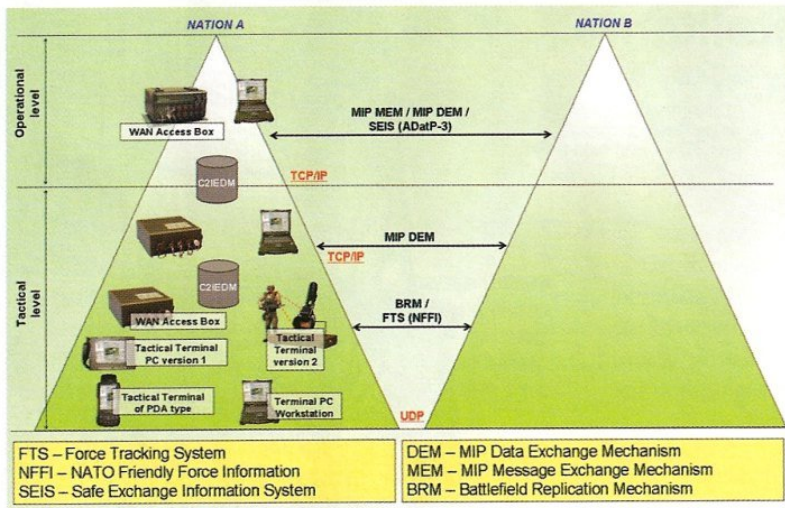 NATION A
NATION B
Operational
level
MIP MEM / MIP DEM /
SEIS (ADatP-3)
WAN Access Box
C2IEDM
TCP/IP
MIP DEM
TCP/IP
C2IEDM
Tactical
level
WAN Access Box
BRM /
FTS (NFFI)
Tactical Terminal
PC version 1
Tactical
Terminal
version 2
Tactical Terminal
of PDA type
Terminal PC
Workstation
UDP
FTS – Force Tracking System
NFFI – NATO Friendly Force Information
SEIS – Safe Exchange Information System
DEM – MIP Data Exchange Mechanism
MEM – MIP Message Exchange Mechanism
BRM – Battlefield Replication Mechanism